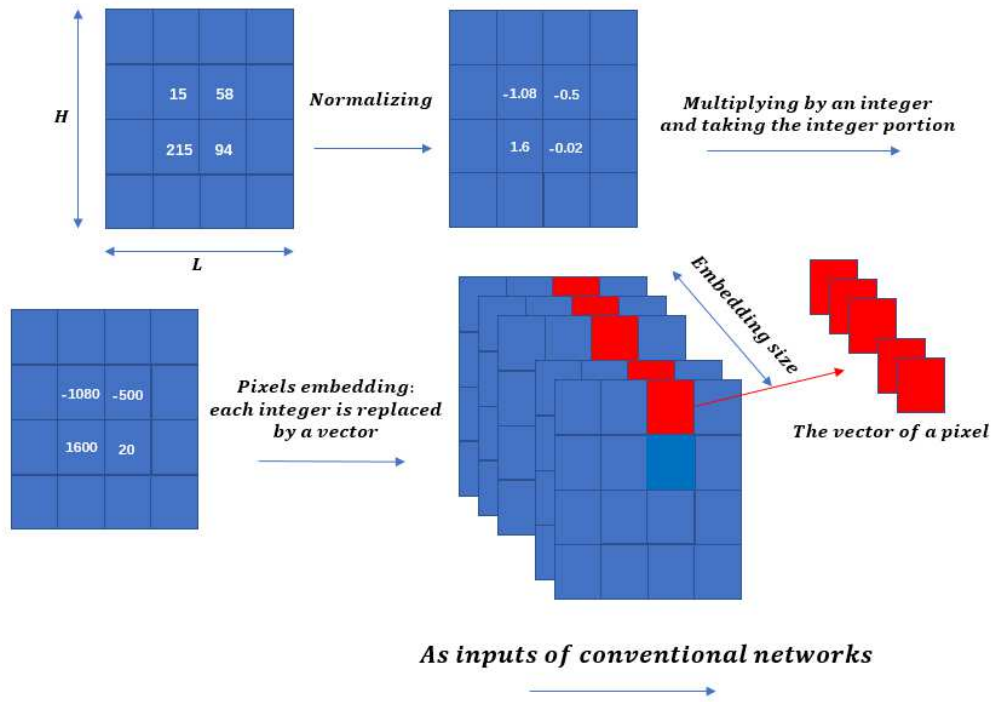 H
15 58
215 94
L
Normalizing
-1.08 -0.5
1.6 -0.02
Multiplying by an integer
and taking the integer portion
-1080 -500
1600 20
Pixels embedding:
each integer is replaced
by a vector
Embedding size
The vector of a pixel
As inputs of conventional networks